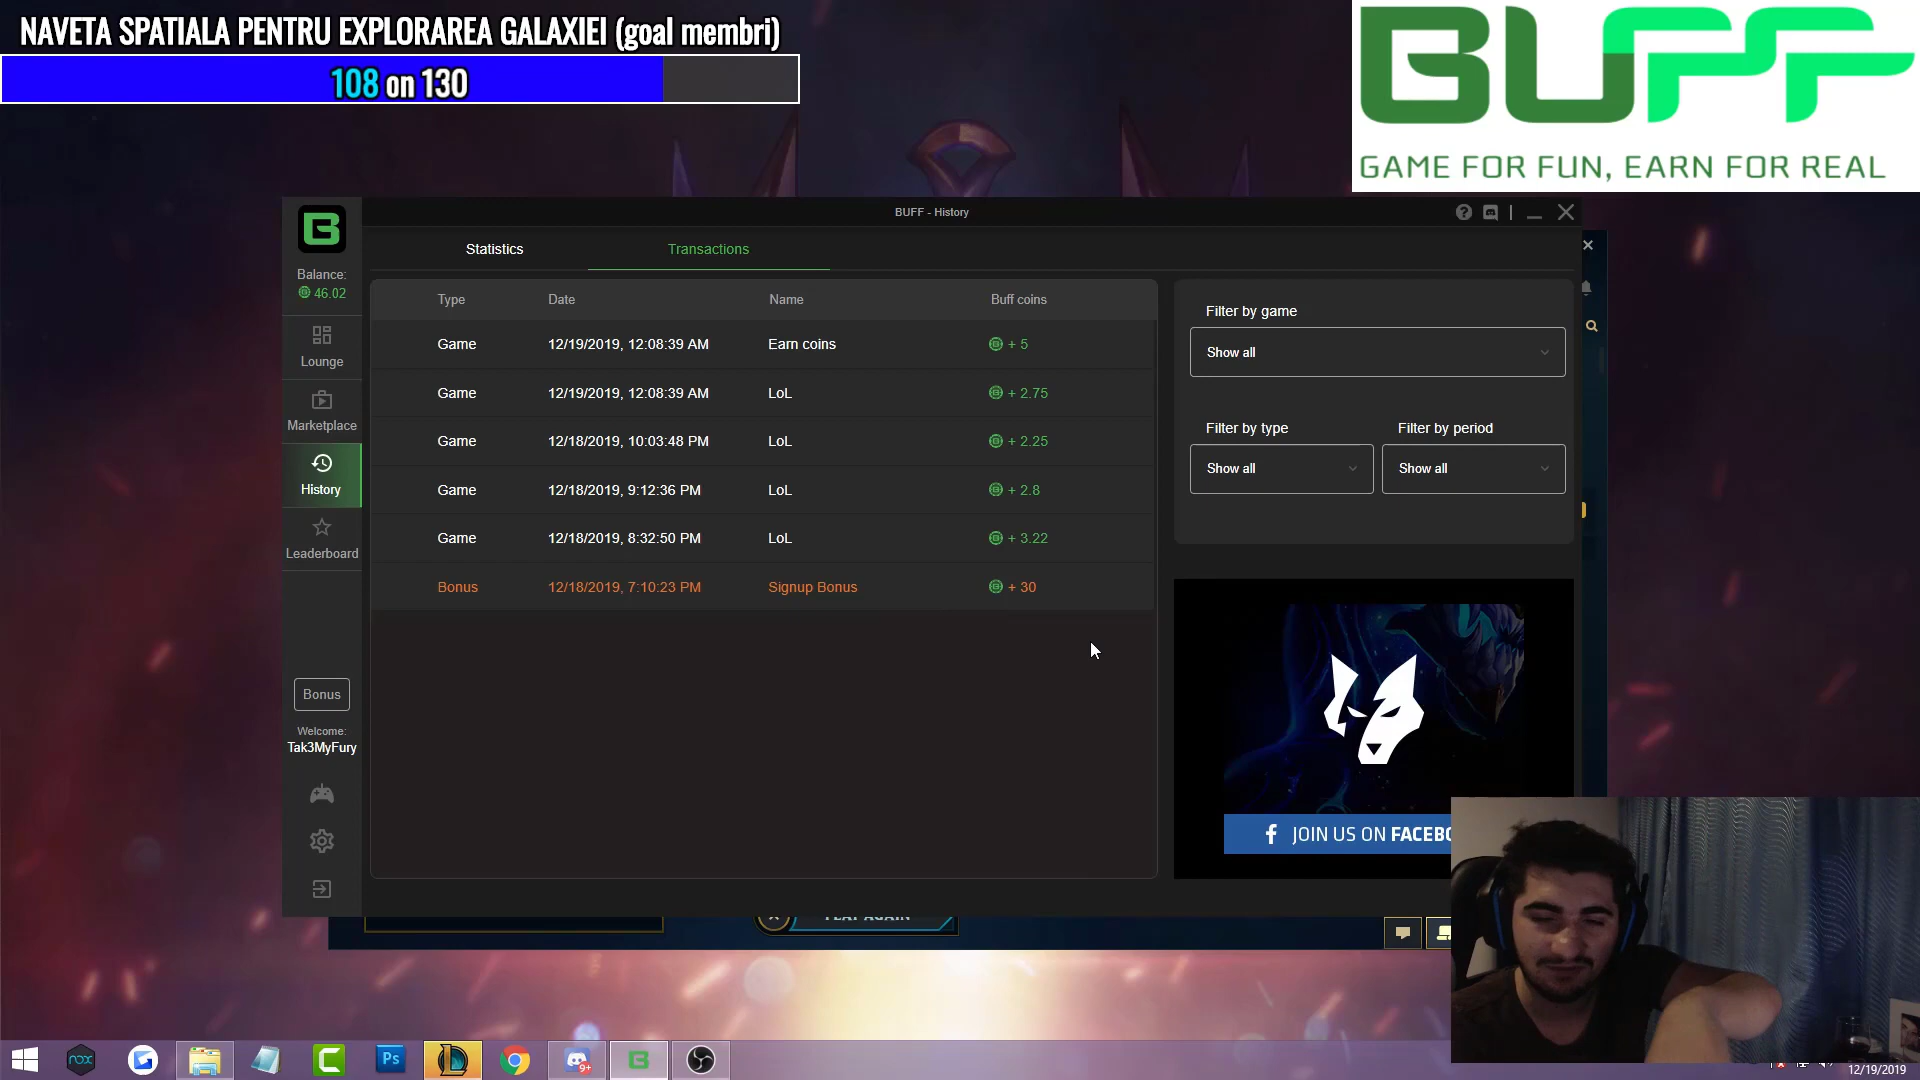 NAVETA SPATIALA PENTRU EXPLORAREA GALAXIEI (goal membri)
108 on 130
BUFF
GAME FOR FUN, EARN FOR REAL
BUFF - History
Balance:
46.02
Lounge
Marketplace
History
Leaderboard
Bonus
Welcome:
Tak3MyFury
Statistics Transactions
Type Date Name Buff coins
Game 12/19/2019, 12:08:39 AM Earn coins + 5
Game 12/19/2019, 12:08:39 AM LoL + 2.75
Game 12/18/2019, 10:03:48 PM LoL + 2.25
Game 12/18/2019, 9:12:36 PM LoL + 2.8
Game 12/18/2019, 8:32:50 PM LoL + 3.22
Bonus 12/18/2019, 7:10:23 PM Signup Bonus + 30
Filter by game
Show all
Filter by type Filter by period
Show all Show all
JOIN US ON FACEBO
PLAY AGAIN
nox
Ps
9+
12/19/2019